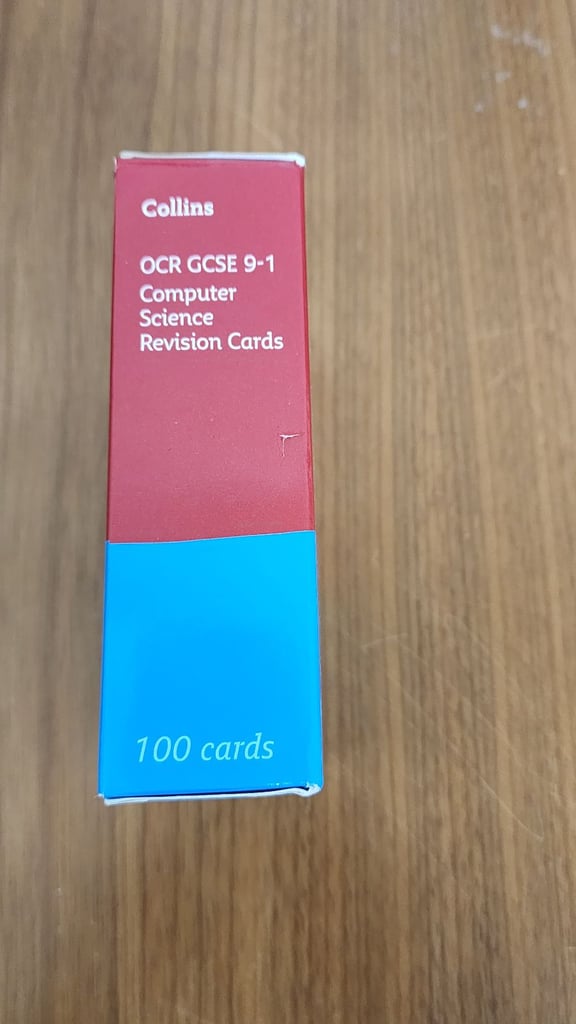 Collins
OCR GCSE 9-1
Computer
Science
Revision Cards
100 cards